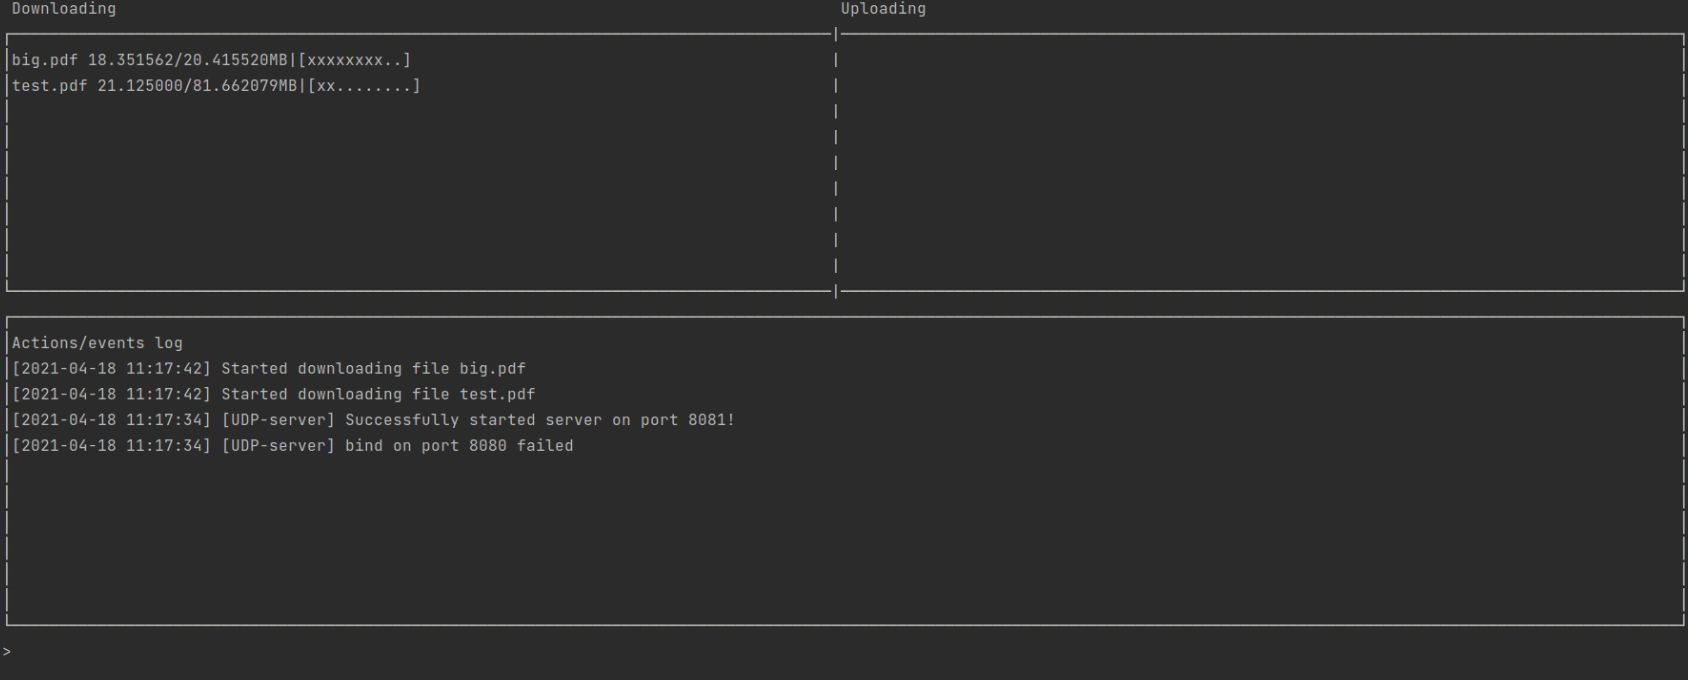 Downloading
Uploading
big.pdf 18.351562/20.415520MB|[xxxxxxxx..]
test.pdf 21.125000/81.662079MB|[xx........]
Actions/events log
[2021-04-18 11:17:42] Started downloading file big.pdf
[2021-04-18 11:17:42] Started downloading file test.pdf
[2021-04-18 11:17:34] [UDP-server] Successfully started server on port 8081!
[2021-04-18 11:17:34] [UDP-server] bind on port 8080 failed
>